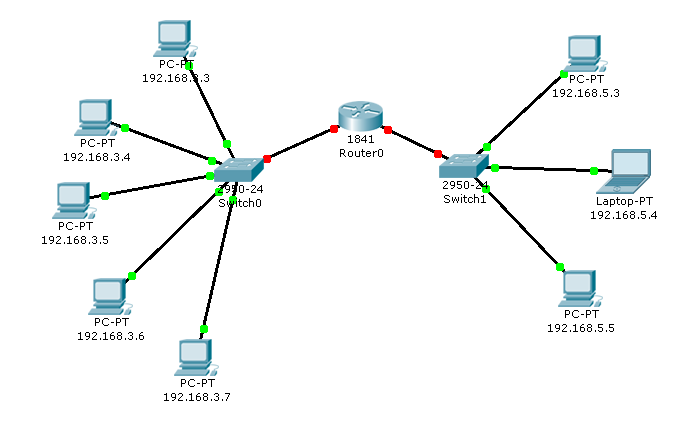 PC-PT
192.168.3.3
PC-PT
192.168.3.4
PC-PT
192.168.3.5
PC-PT
192.168.3.6
PC-PT
192.168.3.7
2950-24
Switch0
1841
Router0
2950-24
Switch1
PC-PT
192.168.5.3
Laptop-PT
192.168.5.4
PC-PT
192.168.5.5